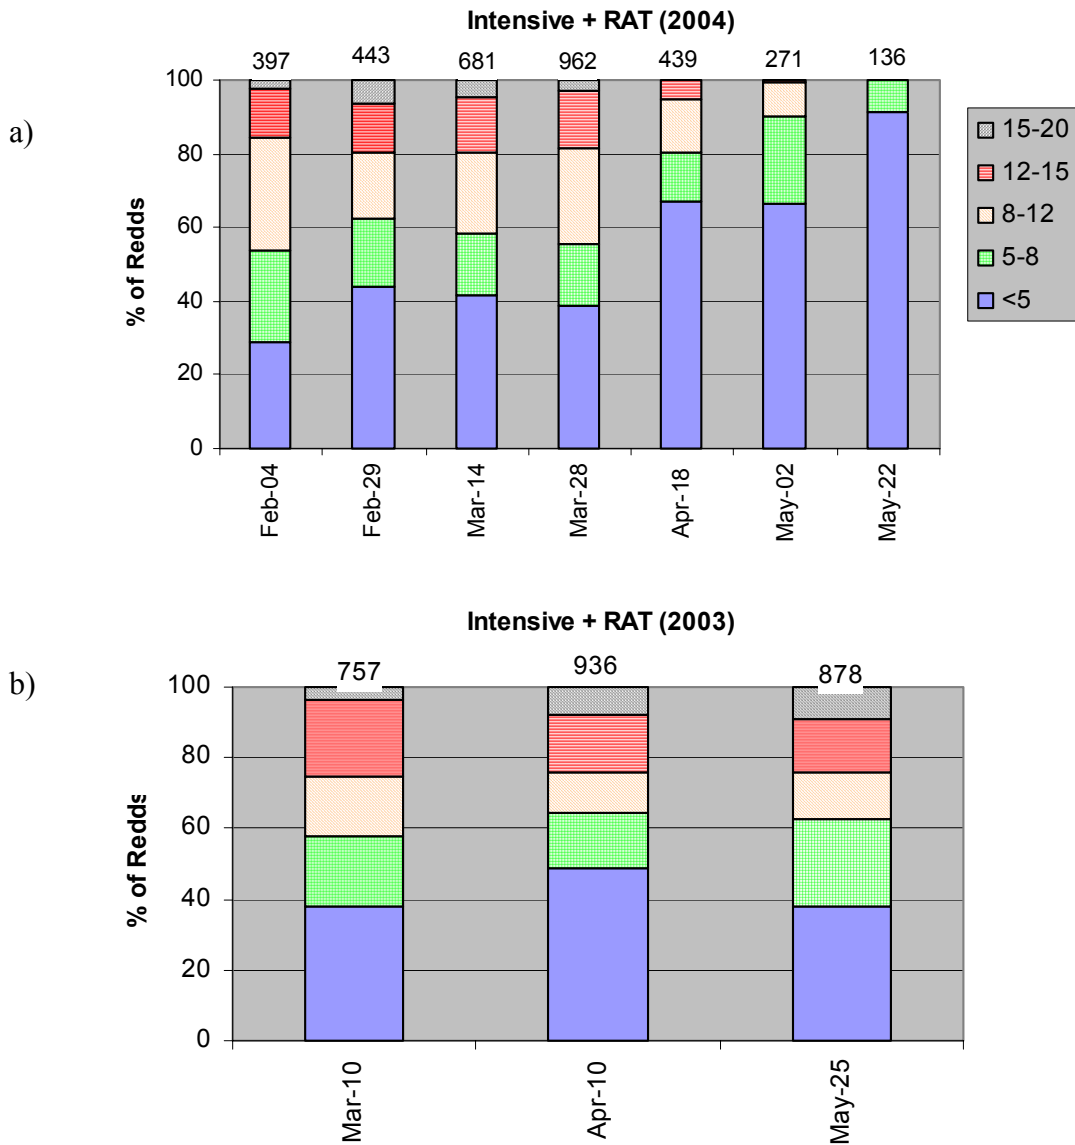 Intensive + RAT (2004)
a)
397 443 681 962 439 271 136
100
80
60
40
20
0
% of Redds
Feb-04 Feb-29 Mar-14 Mar-28 Apr-18 May-02 May-22
15-20
12-15
8-12
5-8
<5
Intensive + RAT (2003)
b)
757 936 878
100
80
60
40
20
0
% of Redds
Mar-10 Apr-10 May-25